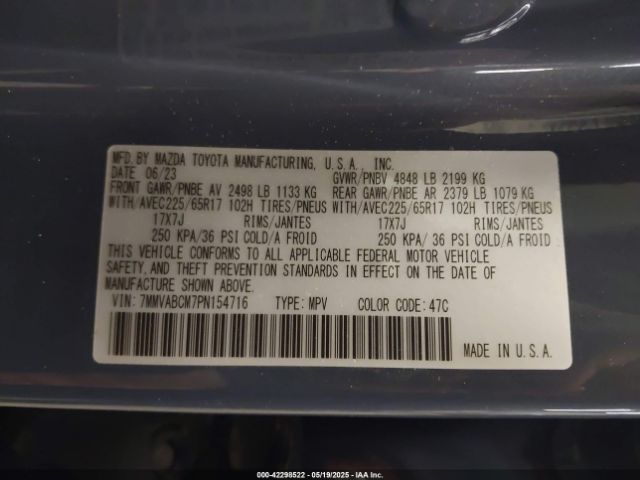 MFD. BY MAZDA TOYOTA MANUFACTURING, U.S.A., INC.
DATE 06/23 GVWR/PNBV 4848 LB 2199 KG
FRONT GAWR/PNBE AV 2498 LB 1133 KG REAR GAWR/PNBE AR 2379 LB 1079 KG
WITH/AVEC225/65R17 102H TIRES/PNEUS WITH/AVEC225/65R17 102H TIRES/PNEUS
17X7J RIMS/JANTES 17X7J RIMS/JANTES
250 KPA/36 PSI COLD/A FROID 250 KPA/ 36 PSI COLD/A FROID
THIS VEHICLE CONFORMS TO ALL APPLICABLE FEDERAL MOTOR VEHICLE
SAFETY, AND THEFT PREVENTION STANDARDS IN EFFECT ON THE DATE OF
MANUFACTURE SHOWN ABOVE.
VIN: 7MMVABCM7PN154716 TYPE: MPV COLOR CODE: 47C
MADE IN U.S.A.
000-42298522 - 05/19/2025 - IAAI.COM